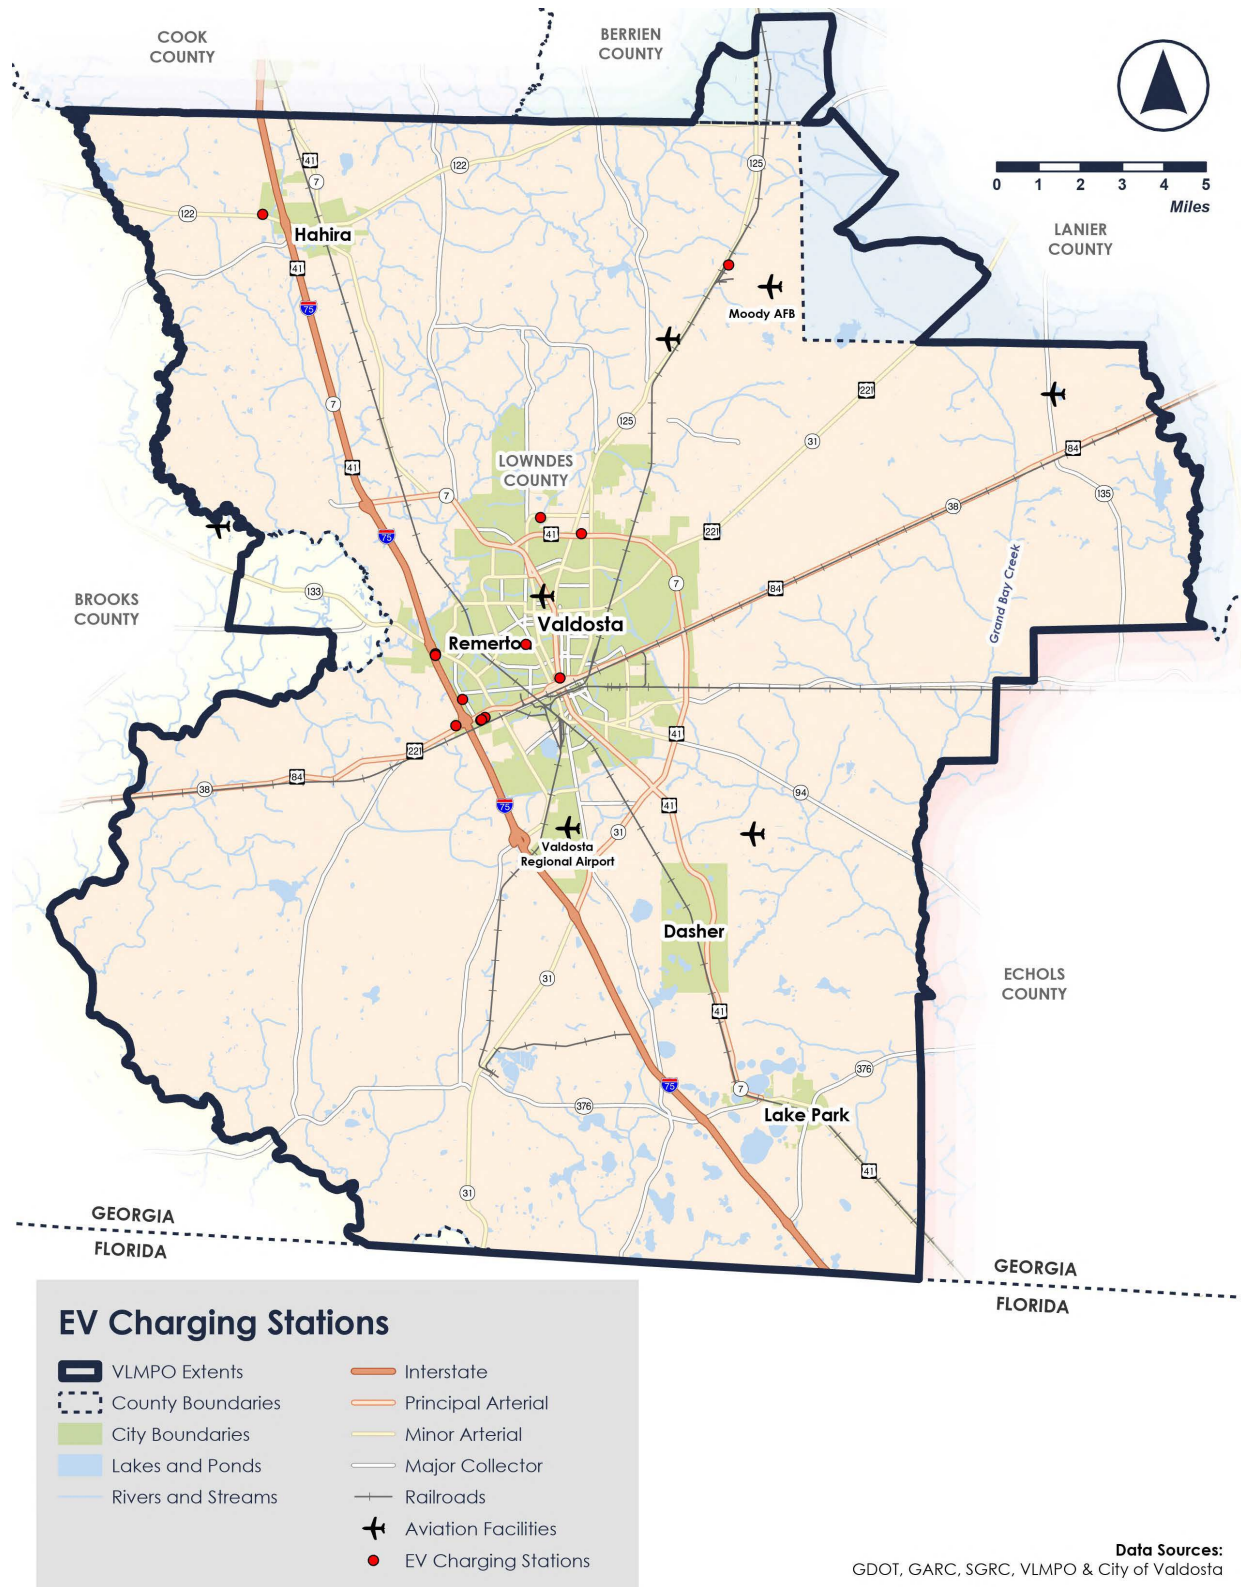 COOK
COUNTY
BERRIEN
COUNTY
0 1 2 3 4 5
Miles
LANIER
COUNTY
41
7
122
125
122
Hahira
41
75
Moody AFB
221
7
125
31
84
41
LOWNDES
COUNTY
7
135
38
41
221
75
7
84
133
BROOKS
COUNTY
Grand Bay Creek
Valdosta
Remerton
41
221
84
38
94
75
41
31
Valdosta
Regional Airport
Dasher
31
ECHOLS
COUNTY
41
376
75
7
376
Lake Park
41
31
GEORGIA
FLORIDA
GEORGIA
FLORIDA
EV Charging Stations
VLMPO Extents
County Boundaries
City Boundaries
Lakes and Ponds
Rivers and Streams
Interstate
Principal Arterial
Minor Arterial
Major Collector
Railroads
Aviation Facilities
EV Charging Stations
Data Sources:
GDOT, GARC, SGRC, VLMPO & City of Valdosta